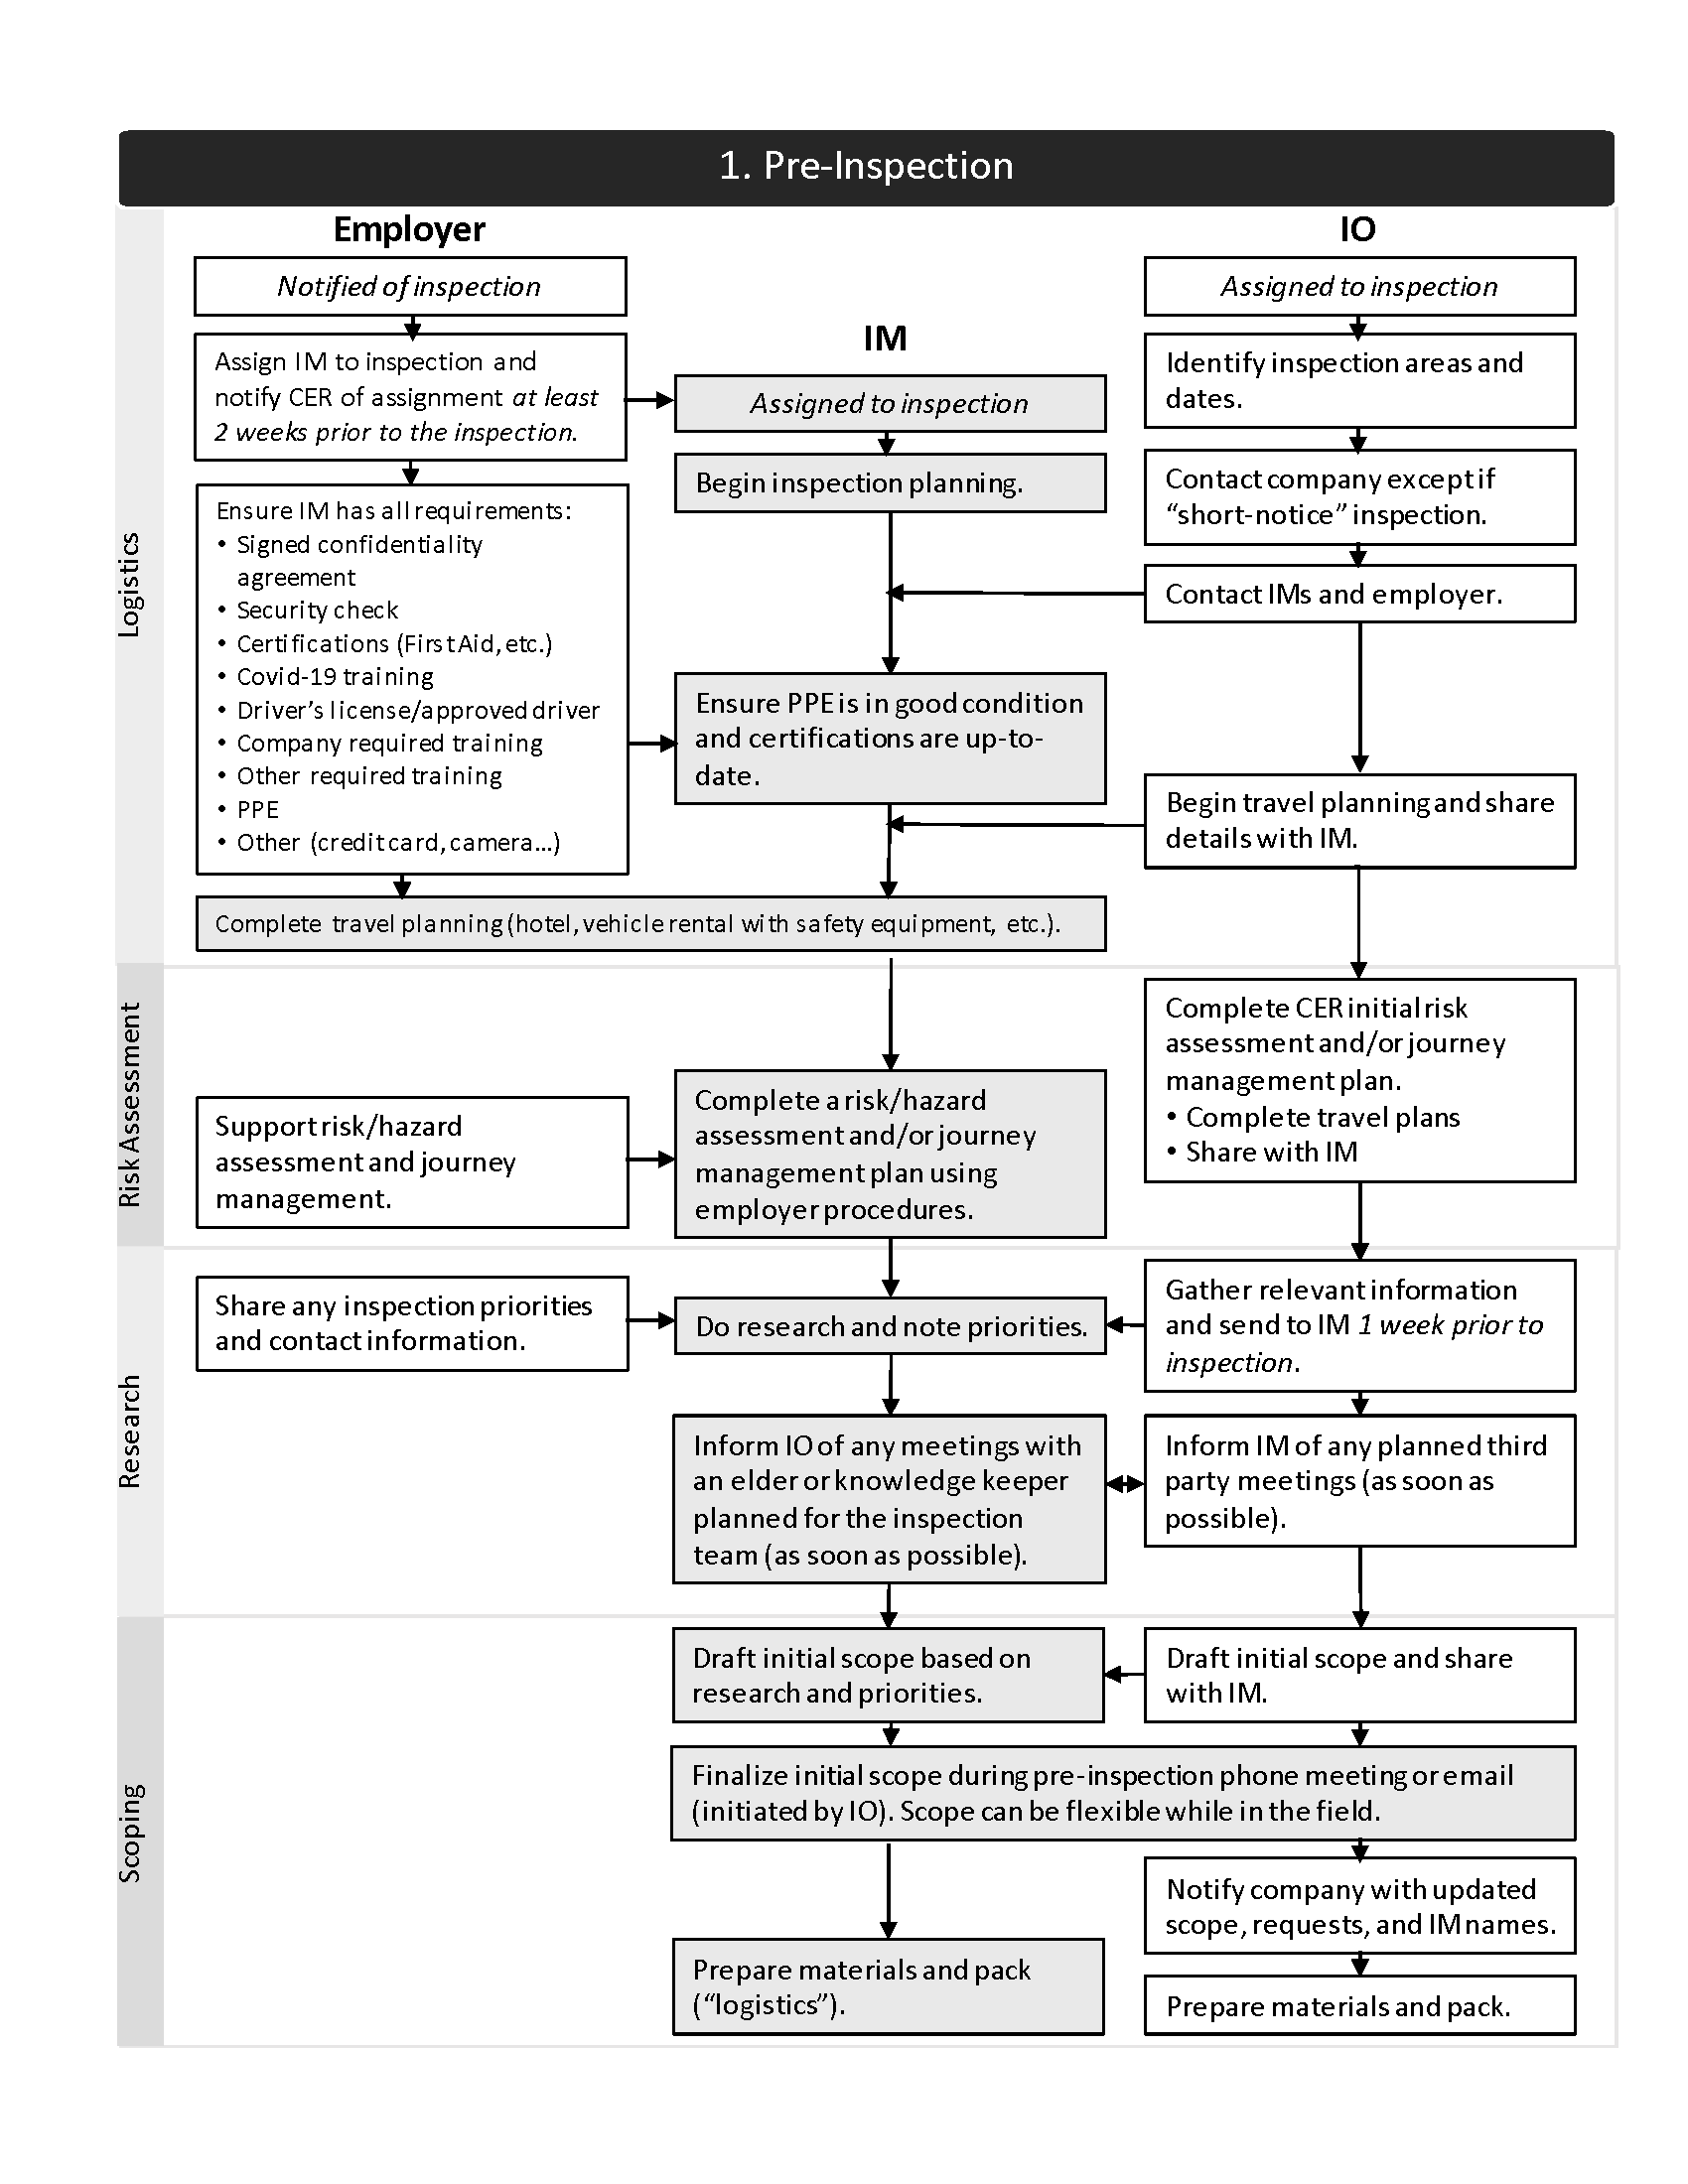 1. Pre-Inspection
Employer
Notified of inspection
Assign IM to inspection and
notify CER of assignment at least
2 weeks prior to the inspection.
Ensure IM has all requirements:
• Signed confidentiality
agreement
• Security check
• Certifications (First Aid, etc.)
• Covid-19 training
• Driver's license/approved driver
• Company required training
• Other required training
• PPE
• Other (credit card, camera...)
IM
Assigned to inspection
Begin inspection planning.
Ensure PPE is in good condition
and certifications are up-to-
date.
IO
Assigned to inspection
Identify inspection areas and
dates.
Contact company except if
“short-notice” inspection.
Contact IMs and employer.
Begin travel planning and share
details with IM.
Complete travel planning (hotel, vehicle rental with safety equipment, etc.).
Logistics
Support risk/hazard
assessment and journey
management.
Complete a risk/hazard
assessment and/or journey
management plan using
employer procedures.
Complete CER initial risk
assessment and/or journey
management plan.
• Complete travel plans
• Share with IM
Risk Assessment
Share any inspection priorities
and contact information.
Do research and note priorities.
Gather relevant information
and send to IM 1 week prior to
inspection.
Inform IO of any meetings with
an elder or knowledge keeper
planned for the inspection
team (as soon as possible).
Inform IM of any planned third
party meetings (as soon as
possible).
Research
Draft initial scope based on
research and priorities.
Draft initial scope and share
with IM.
Finalize initial scope during pre-inspection phone meeting or email
(initiated by IO). Scope can be flexible while in the field.
Notify company with updated
scope, requests, and IM names.
Prepare materials and pack
(“logistics”).
Prepare materials and pack.
Scoping